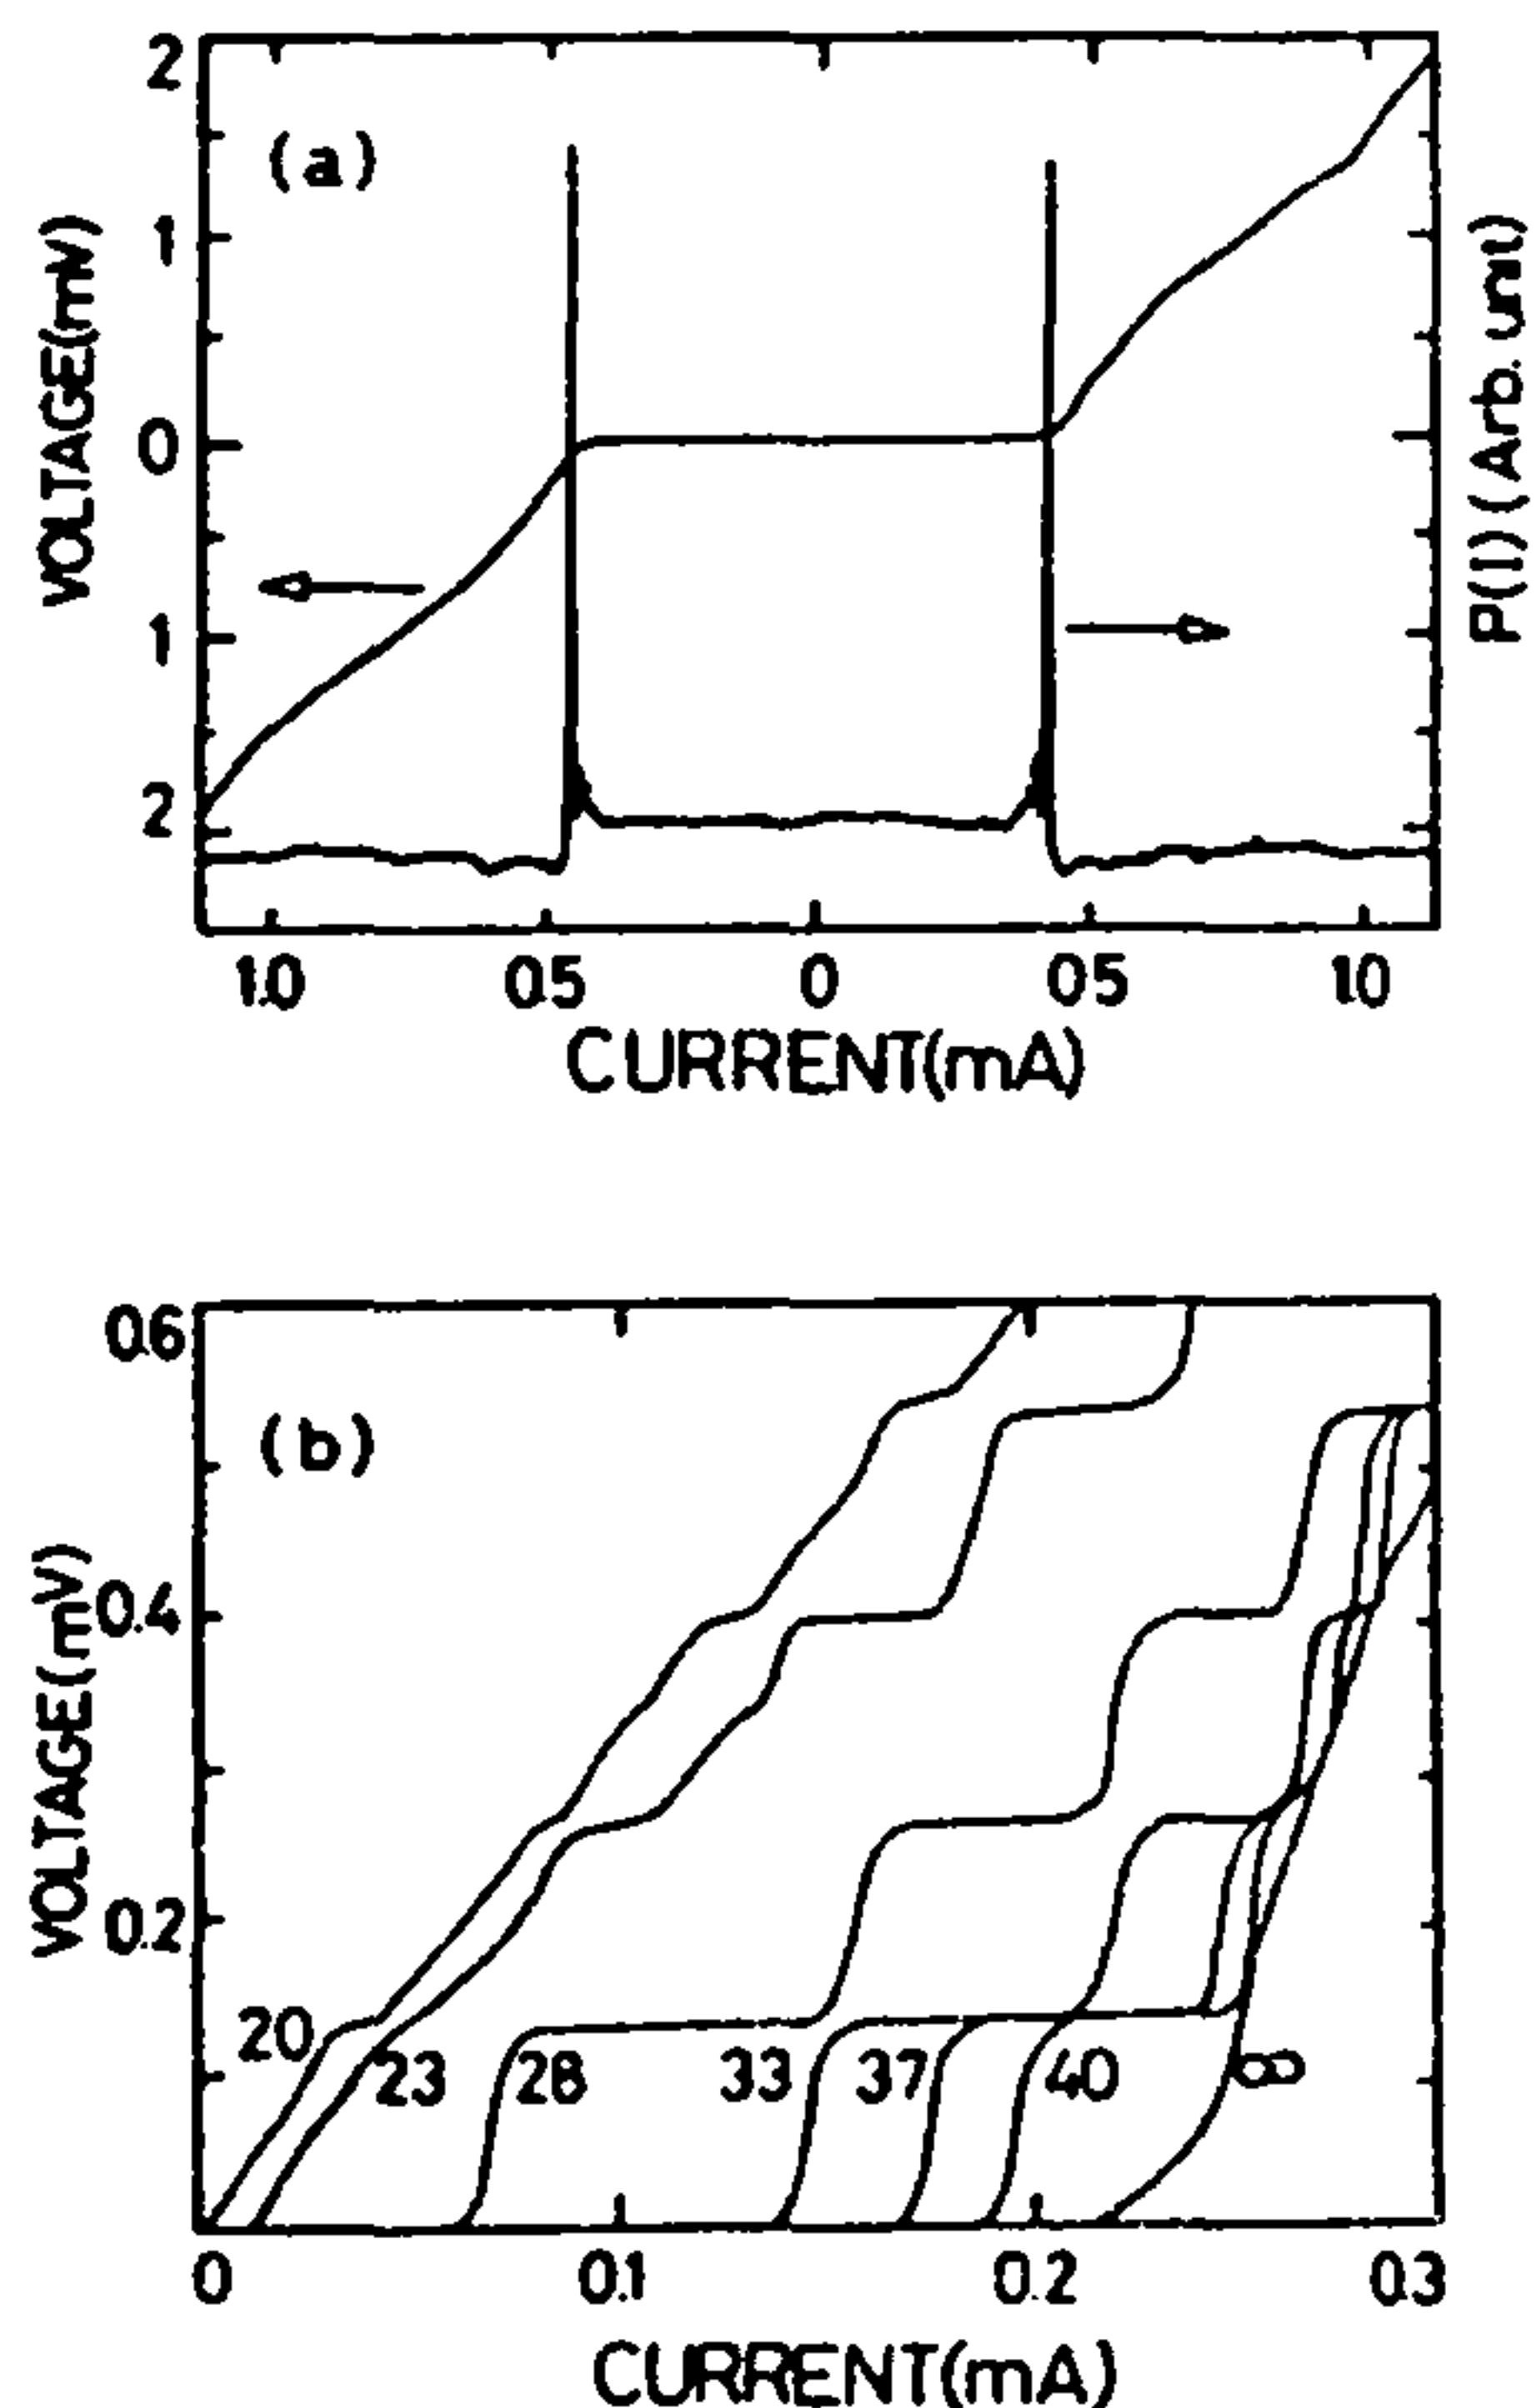 2
(a)
1
0
1
2
VOLTAGE(mV)
P(I) (Arb. unit)
1.0 0.5 0 0.5 1.0
CURRENT(mA)
0.6
(b)
0.4
0.2
VOLTAGE(mV)
20 23 28 33 37 40 ∞
0 0.1 0.2 0.3
CURRENT(mA)